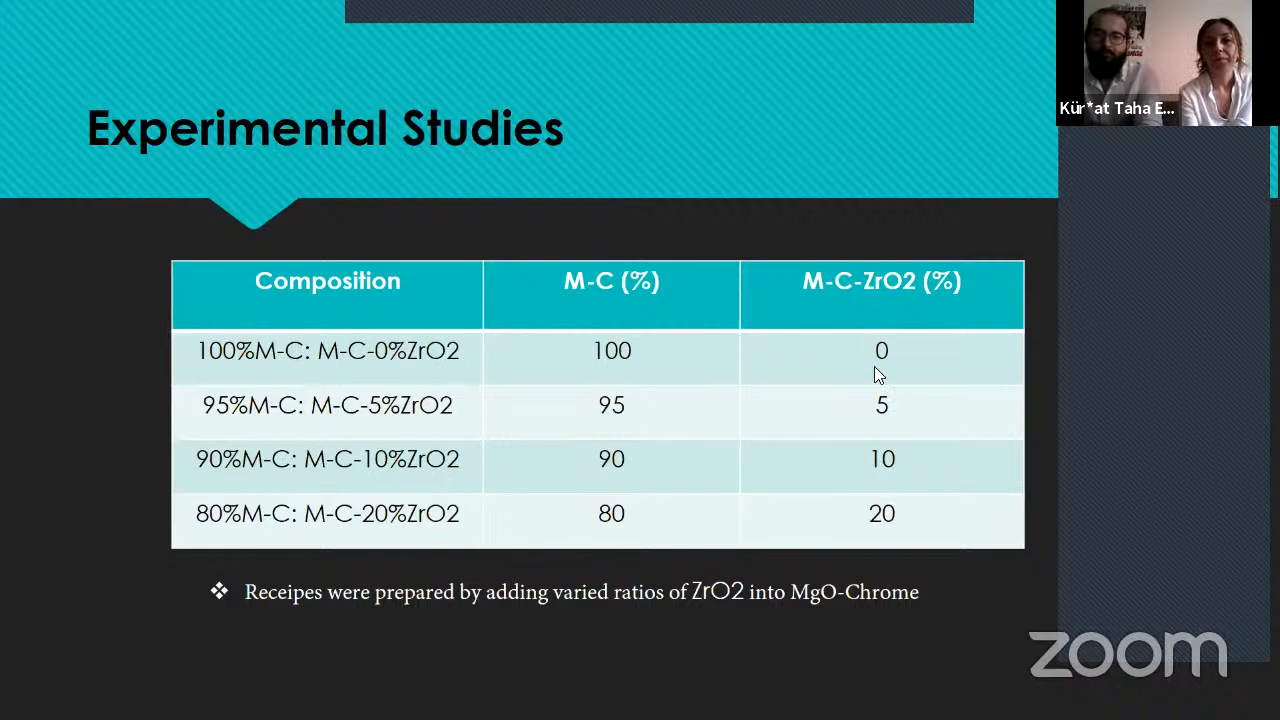 Experimental Studies
Kür*at Taha E...
Composition M-C (%) M-C-ZrO2 (%)
100%M-C: M-C-0%ZrO2 100 0
95%M-C: M-C-5%ZrO2 95 5
90%M-C: M-C-10%ZrO2 90 10
80%M-C: M-C-20%ZrO2 80 20
❖ Receipes were prepared by adding varied ratios of ZrO2 into MgO-Chrome
zoom